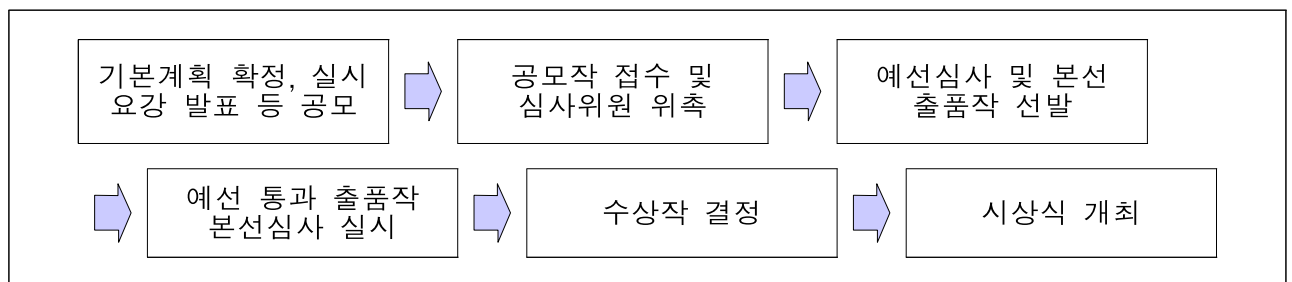 기본계획 확정, 실시
요강 발표 등 공모
공모작 접수 및
심사위원 위촉
예선심사 및 본선
출품작 선발
예선 통과 출품작
본선심사 실시
수상작 결정
시상식 개최